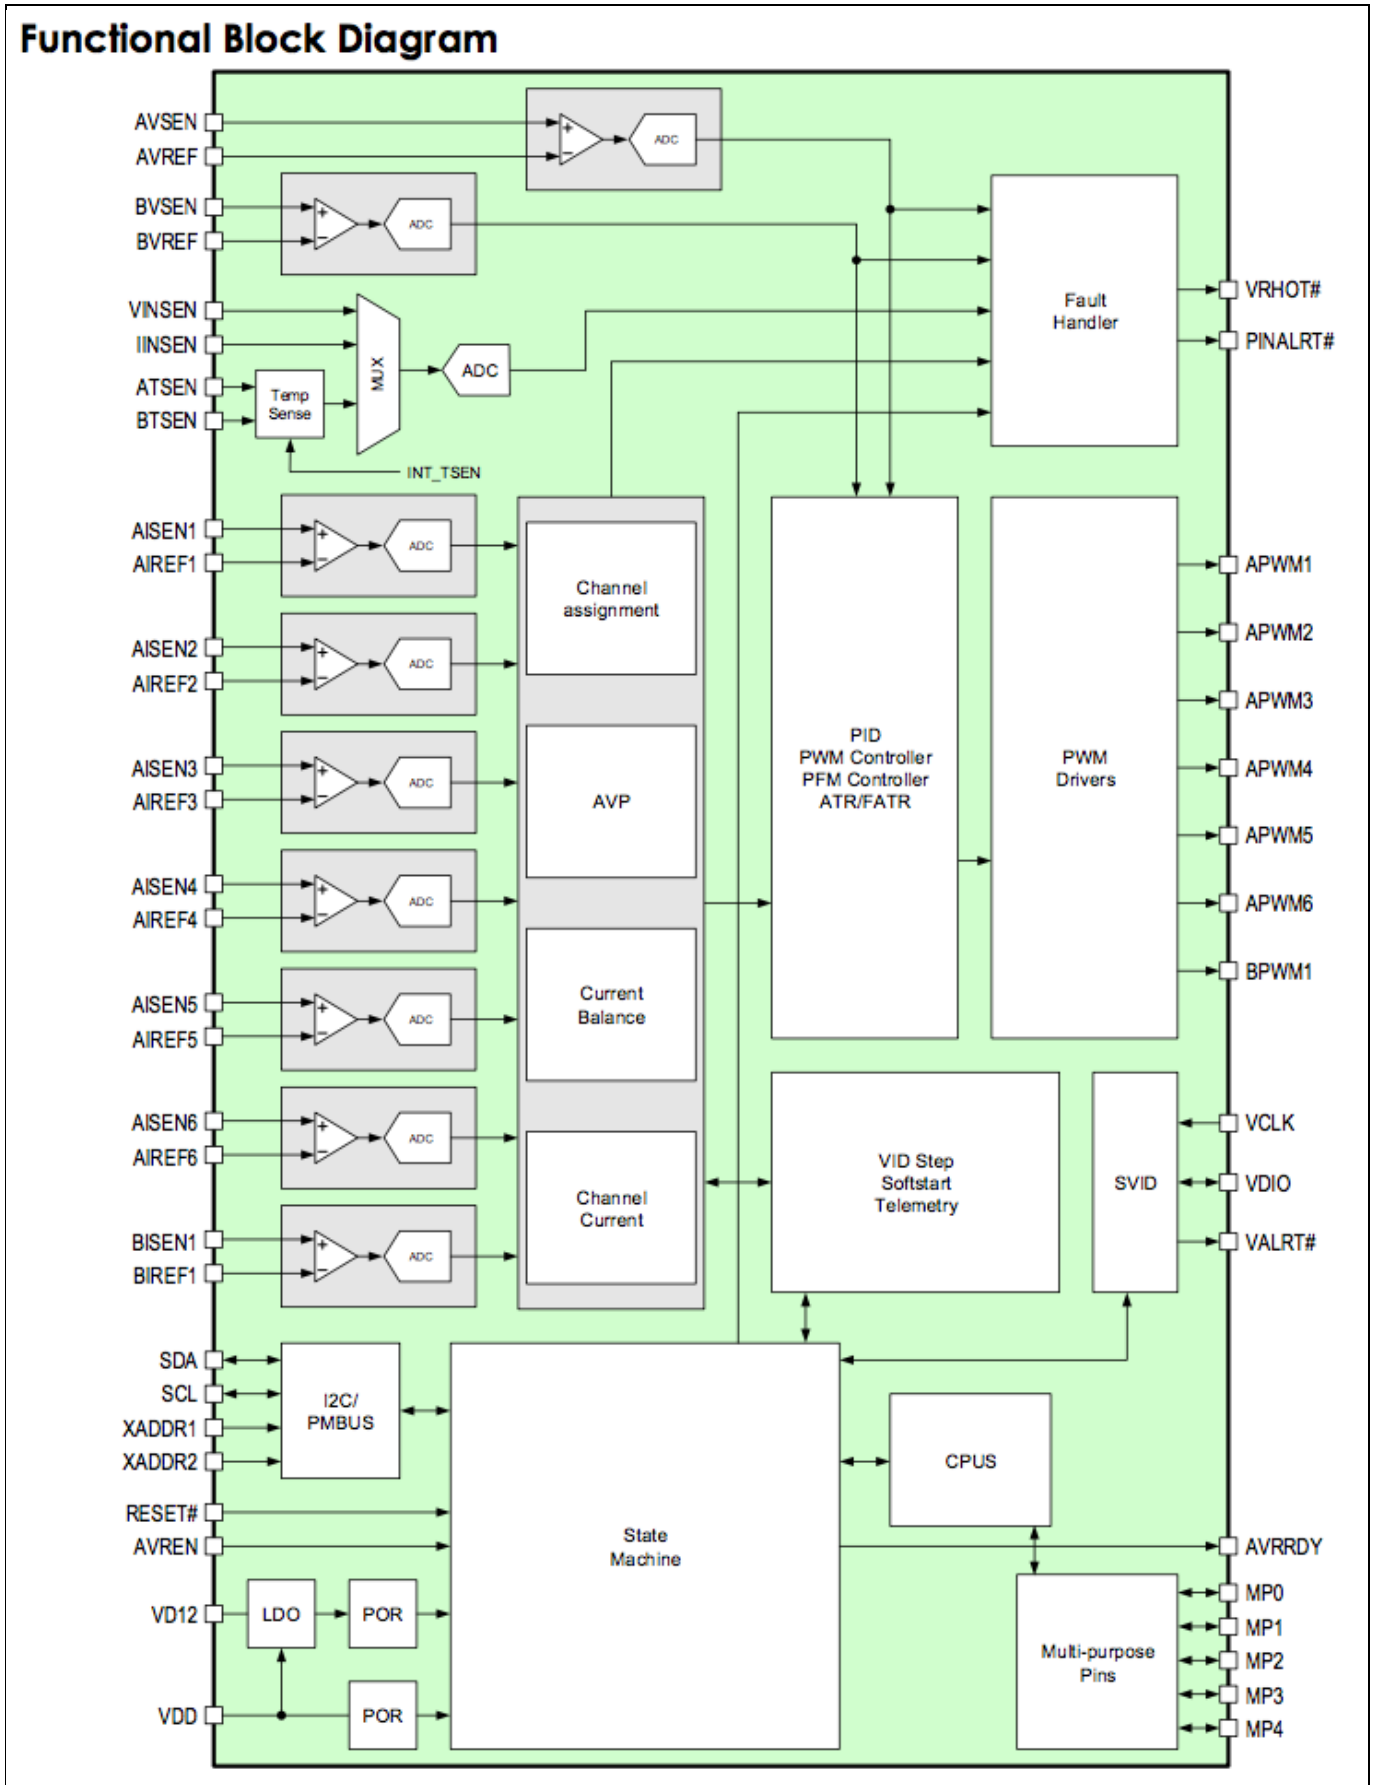 Functional Block Diagram
AVSEN
AVREF
+
−
ADC
BVSEN
BVREF
+
−
ADC
VINSEN
IINSEN
ATSEN
BTSEN
Temp
Sense
MUX
ADC
INT_TSEN
Fault
Handler
VRHOT#
PINALRT#
AISEN1
AIREF1
+
−
ADC
AISEN2
AIREF2
+
−
ADC
AISEN3
AIREF3
+
−
ADC
AISEN4
AIREF4
+
−
ADC
AISEN5
AIREF5
+
−
ADC
AISEN6
AIREF6
+
−
ADC
BISEN1
BIREF1
+
−
ADC
Channel
assignment
AVP
Current
Balance
Channel
Current
PID
PWM Controller
PFM Controller
ATR/FATR
PWM
Drivers
APWM1
APWM2
APWM3
APWM4
APWM5
APWM6
BPWM1
VID Step
Softstart
Telemetry
SVID
VCLK
VDIO
VALRT#
SDA
SCL
XADDR1
XADDR2
I2C/
PMBUS
RESET#
AVREN
VD12
LDO
POR
VDD
POR
State
Machine
CPUS
AVRRDY
Multi-purpose
Pins
MP0
MP1
MP2
MP3
MP4